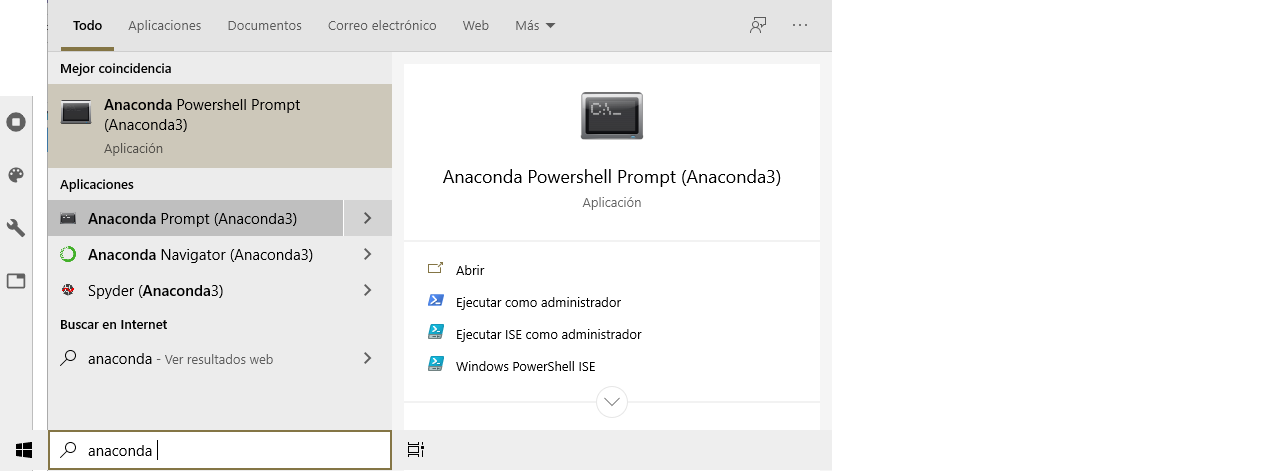 Todo Aplicaciones Documentos Correo electrónico Web Más
Mejor coincidencia
Anaconda Powershell Prompt
(Anaconda3)
Aplicación
Aplicaciones
Anaconda Prompt (Anaconda3)
Anaconda Navigator (Anaconda3)
Spyder (Anaconda3)
Buscar en Internet
anaconda - Ver resultados web
C:\_
Anaconda Powershell Prompt (Anaconda3)
Aplicación
Abrir
Ejecutar como administrador
Ejecutar ISE como administrador
Windows PowerShell ISE
anaconda